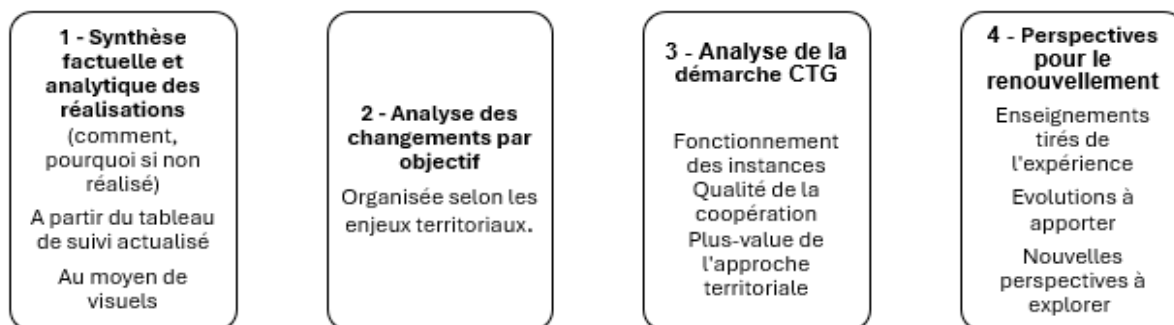 1 - Synthèse
factuelle et
analytique des
réalisations
(comment,
pourquoi si non
réalisé)
A partir du tableau
de suivi actualisé
Au moyen de
visuels
2 - Analyse des
changements par
objectif
Organisée selon les
enjeux territoriaux.
3 - Analyse de la
démarche CTG
Fonctionnement
des instances
Qualité de la
coopération
Plus-value de
l'approche
territoriale
4 - Perspectives
pour le
renouvellement
Enseignements
tirés de
l'expérience
Evolutions à
apporter
Nouvelles
perspectives à
explorer